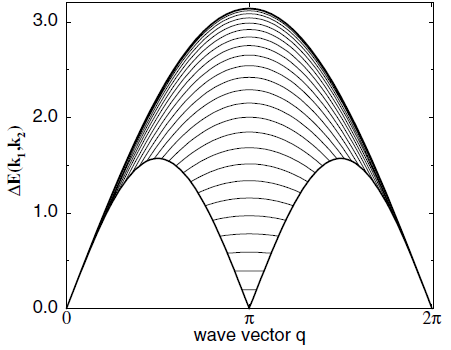 3.0
2.0
1.0
0.0
ΔE(k₁,k₂)
0 π 2π
wave vector q